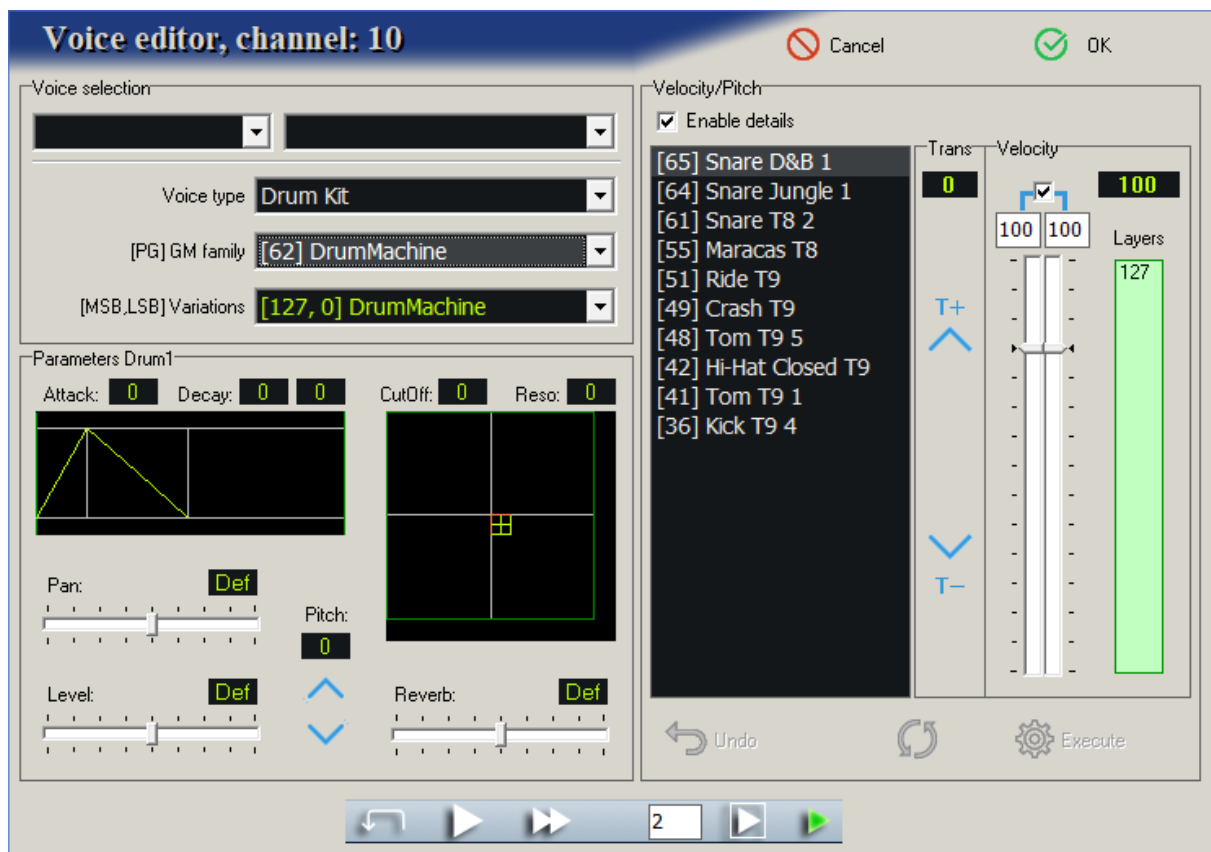 Voice editor, channel: 10
Cancel
OK
Voice selection
Voice type Drum Kit
[PG] GM family [62] DrumMachine
[MSB,LSB] Variations [127, 0] DrumMachine
Parameters Drum1
Attack: 0 Decay: 0 0 CutOff: 0 Reso: 0
Pan: Def
Pitch:
0
Level: Def
Reverb: Def
Velocity/Pitch
Enable details
[65] Snare D&B 1
[64] Snare Jungle 1
[61] Snare T8 2
[55] Maracas T8
[51] Ride T9
[49] Crash T9
[48] Tom T9 5
[42] Hi-Hat Closed T9
[41] Tom T9 1
[36] Kick T9 4
Trans
0
T+
T−
Velocity
100
100 100
Layers
127
Undo
Execute
2